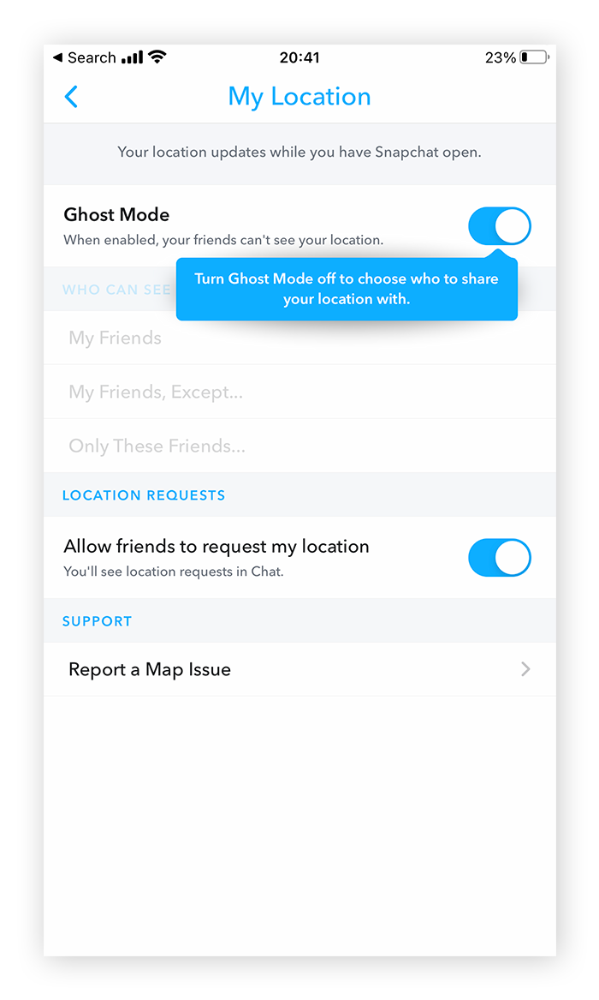 Search
20:41
23%
My Location
Your location updates while you have Snapchat open.
Ghost Mode
When enabled, your friends can't see your location.
Turn Ghost Mode off to choose who to share
your location with.
WHO CAN SEE
My Friends
My Friends, Except...
Only These Friends...
LOCATION REQUESTS
Allow friends to request my location
You'll see location requests in Chat.
SUPPORT
Report a Map Issue